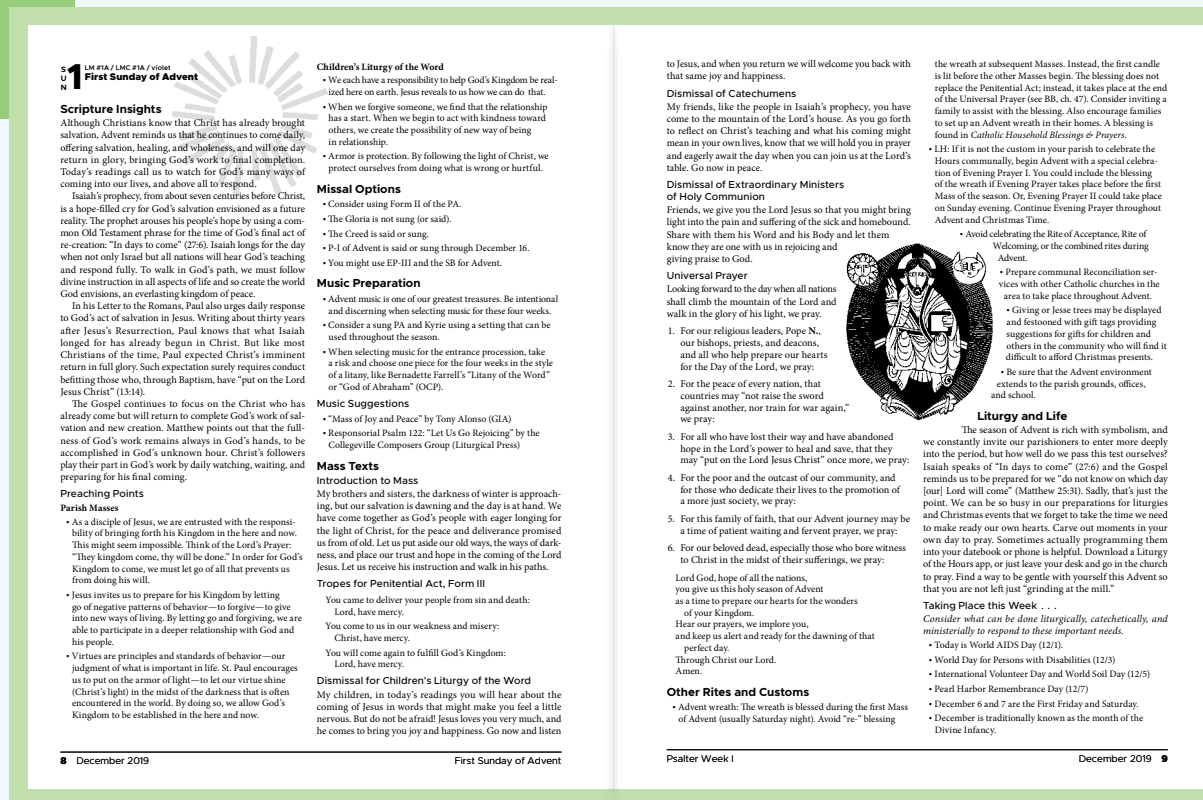 SUN
1
LM #1A / LMC #1A / violet
First Sunday of Advent
Scripture Insights
Although Christians know that Christ has already brought
salvation, Advent reminds us that he continues to come daily,
offering salvation, healing, and wholeness, and will one day
return in glory, bringing God's work to final completion.
Today's readings call us to watch for God's many ways of
coming into our lives, and above all to respond.
Isaiah's prophecy, from about seven centuries before Christ,
is a hope-filled cry for God's salvation envisioned as a future
reality. The prophet arouses his people's hope by using a com-
mon Old Testament phrase for the time of God's final act of
re-creation: “In days to come” (27:6). Isaiah longs for the day
when not only Israel but all nations will hear God's teaching
and respond fully. To walk in God's path, we must follow
divine instruction in all aspects of life and so create the world
God envisions, an everlasting kingdom of peace.
In his Letter to the Romans, Paul also urges daily response
to God's act of salvation in Jesus. Writing about thirty years
after Jesus's Resurrection, Paul knows that what Isaiah
longed for has already begun in Christ. But like most
Christians of the time, Paul expected Christ's imminent
return in full glory. Such expectation surely requires conduct
befitting those who, through Baptism, have “put on the Lord
Jesus Christ” (13:14).
The Gospel continues to focus on the Christ who has
already come but will return to complete God's work of sal-
vation and new creation. Matthew points out that the full-
ness of God's work remains always in God's hands, to be
accomplished in God's unknown hour. Christ's followers
play their part in God's work by daily watching, waiting, and
preparing for his final coming.
Preaching Points
Parish Masses
• As a disciple of Jesus, we are entrusted with the responsi-
bility of bringing forth his Kingdom in the here and now.
This might seem impossible. Think of the Lord's Prayer:
“They kingdom come, thy will be done.” In order for God's
Kingdom to come, we must let go of all that prevents us
from doing his will.
• Jesus invites us to prepare for his Kingdom by letting
go of negative patterns of behavior—to forgive—to give
into new ways of living. By letting go and forgiving, we are
able to participate in a deeper relationship with God and
his people.
• Virtues are principles and standards of behavior—our
judgment of what is important in life. St. Paul encourages
us to put on the armor of light—to let our virtue shine
(Christ's light) in the midst of the darkness that is often
encountered in the world. By doing so, we allow God's
Kingdom to be established in the here and now.
Children's Liturgy of the Word
• We each have a responsibility to help God's Kingdom be real-
ized here on earth. Jesus reveals to us how we can do that.
• When we forgive someone, we find that the relationship
has a start. When we begin to act with kindness toward
others, we create the possibility of new way of being
in relationship.
• Armor is protection. By following the light of Christ, we
protect ourselves from doing what is wrong or hurtful.
Missal Options
• Consider using Form II of the PA.
• The Gloria is not sung (or said).
• The Creed is said or sung.
• P-I of Advent is said or sung through December 16.
• You might use EP-III and the SB for Advent.
Music Preparation
• Advent music is one of our greatest treasures. Be intentional
and discerning when selecting music for these four weeks.
• Consider a sung PA and Kyrie using a setting that can be
used throughout the season.
• When selecting music for the entrance procession, take
a risk and choose one piece for the four weeks in the style
of a litany, like Bernadette Farrell's “Litany of the Word”
or “God of Abraham” (OCP).
Music Suggestions
• “Mass of Joy and Peace” by Tony Alonso (GIA)
• Responsorial Psalm 122: “Let Us Go Rejoicing” by the
Collegeville Composers Group (Liturgical Press)
Mass Texts
Introduction to Mass
My brothers and sisters, the darkness of winter is approach-
ing, but our salvation is dawning and the day is at hand. We
have come together as God's people with eager longing for
the light of Christ, for the peace and deliverance promised
us from of old. Let us put aside our old ways, the ways of dark-
ness, and place our trust and hope in the coming of the Lord
Jesus. Let us receive his instruction and walk in his paths.
Tropes for Penitential Act, Form III
You came to deliver your people from sin and death:
Lord, have mercy.
You come to us in our weakness and misery:
Christ, have mercy.
You will come again to fulfill God's Kingdom:
Lord, have mercy.
Dismissal for Children's Liturgy of the Word
My children, in today's readings you will hear about the
coming of Jesus in words that might make you feel a little
nervous. But do not be afraid! Jesus loves you very much, and
he comes to bring you joy and happiness. Go now and listen
8 December 2019
First Sunday of Advent
to Jesus, and when you return we will welcome you back with
that same joy and happiness.
Dismissal of Catechumens
My friends, like the people in Isaiah's prophecy, you have
come to the mountain of the Lord's house. As you go forth
to reflect on Christ's teaching and what his coming might
mean in your own lives, know that we will hold you in prayer
and eagerly await the day when you can join us at the Lord's
table. Go now in peace.
Dismissal of Extraordinary Ministers
of Holy Communion
Friends, we give you the Lord Jesus so that you might bring
light into the pain and suffering of the sick and homebound.
Share with them his Word and his Body and let them
know they are one with us in rejoicing and
giving praise to God.
Universal Prayer
Looking forward to the day when all nations
shall climb the mountain of the Lord and
walk in the glory of his light, we pray.
1. For our religious leaders, Pope N.,
our bishops, priests, and deacons,
and all who help prepare our hearts
for the Day of the Lord, we pray:
2. For the peace of every nation, that
countries may “not raise the sword
against another, nor train for war again,”
we pray:
3. For all who have lost their way and have abandoned
hope in the Lord's power to heal and save, that they
may “put on the Lord Jesus Christ” once more, we pray:
4. For the poor and the outcast of our community, and
for those who dedicate their lives to the promotion of
a more just society, we pray:
5. For this family of faith, that our Advent journey may be
a time of patient waiting and fervent prayer, we pray:
6. For our beloved dead, especially those who bore witness
to Christ in the midst of their sufferings, we pray:
Lord God, hope of all the nations,
you give us this holy season of Advent
as a time to prepare our hearts for the wonders
of your Kingdom.
Hear our prayers, we implore you,
and keep us alert and ready for the dawning of that
perfect day.
Through Christ our Lord.
Amen.
Other Rites and Customs
• Advent wreath: The wreath is blessed during the first Mass
of Advent (usually Saturday night). Avoid “re-” blessing
the wreath at subsequent Masses. Instead, the first candle
is lit before the other Masses begin. The blessing does not
replace the Penitential Act; instead, it takes place at the end
of the Universal Prayer (see BB, ch. 47). Consider inviting a
family to assist with the blessing. Also encourage families
to set up an Advent wreath in their homes. A blessing is
found in Catholic Household Blessings & Prayers.
• LH: If it is not the custom in your parish to celebrate the
Hours communally, begin Advent with a special celebra-
tion of Evening Prayer I. You could include the blessing
of the wreath if Evening Prayer takes place before the first
Mass of the season. Or, Evening Prayer II could take place
on Sunday evening. Continue Evening Prayer throughout
Advent and Christmas Time.
• Avoid celebrating the Rite of Acceptance, Rite of
Welcoming, or the combined rites during
Advent.
• Prepare communal Reconciliation ser-
vices with other Catholic churches in the
area to take place throughout Advent.
• Giving or Jesse trees may be displayed
and festooned with gift tags providing
suggestions for gifts for children and
others in the community who will find it
difficult to afford Christmas presents.
• Be sure that the Advent environment
extends to the parish grounds, offices,
and school.
Liturgy and Life
The season of Advent is rich with symbolism, and
we constantly invite our parishioners to enter more deeply
into the period, but how well do we pass this test ourselves?
Isaiah speaks of “In days to come” (27:6) and the Gospel
reminds us to be prepared for we “do not know on which day
[our] Lord will come” (Matthew 25:31). Sadly, that's just the
point. We can be so busy in our preparations for liturgies
and Christmas events that we forget to take the time we need
to make ready our own hearts. Carve out moments in your
own day to pray. Sometimes actually programming them
into your datebook or phone is helpful. Download a Liturgy
of the Hours app, or just leave your desk and go in the church
to pray. Find a way to be gentle with yourself this Advent so
that you are not left just “grinding at the mill.”
Taking Place this Week . . .
Consider what can be done liturgically, catechetically, and
ministerially to respond to these important needs.
• Today is World AIDS Day (12/1).
• World Day for Persons with Disabilities (12/3)
• International Volunteer Day and World Soil Day (12/5)
• Pearl Harbor Remembrance Day (12/7)
• December 6 and 7 are the First Friday and Saturday.
• December is traditionally known as the month of the
Divine Infancy.
Psalter Week I
December 2019 9